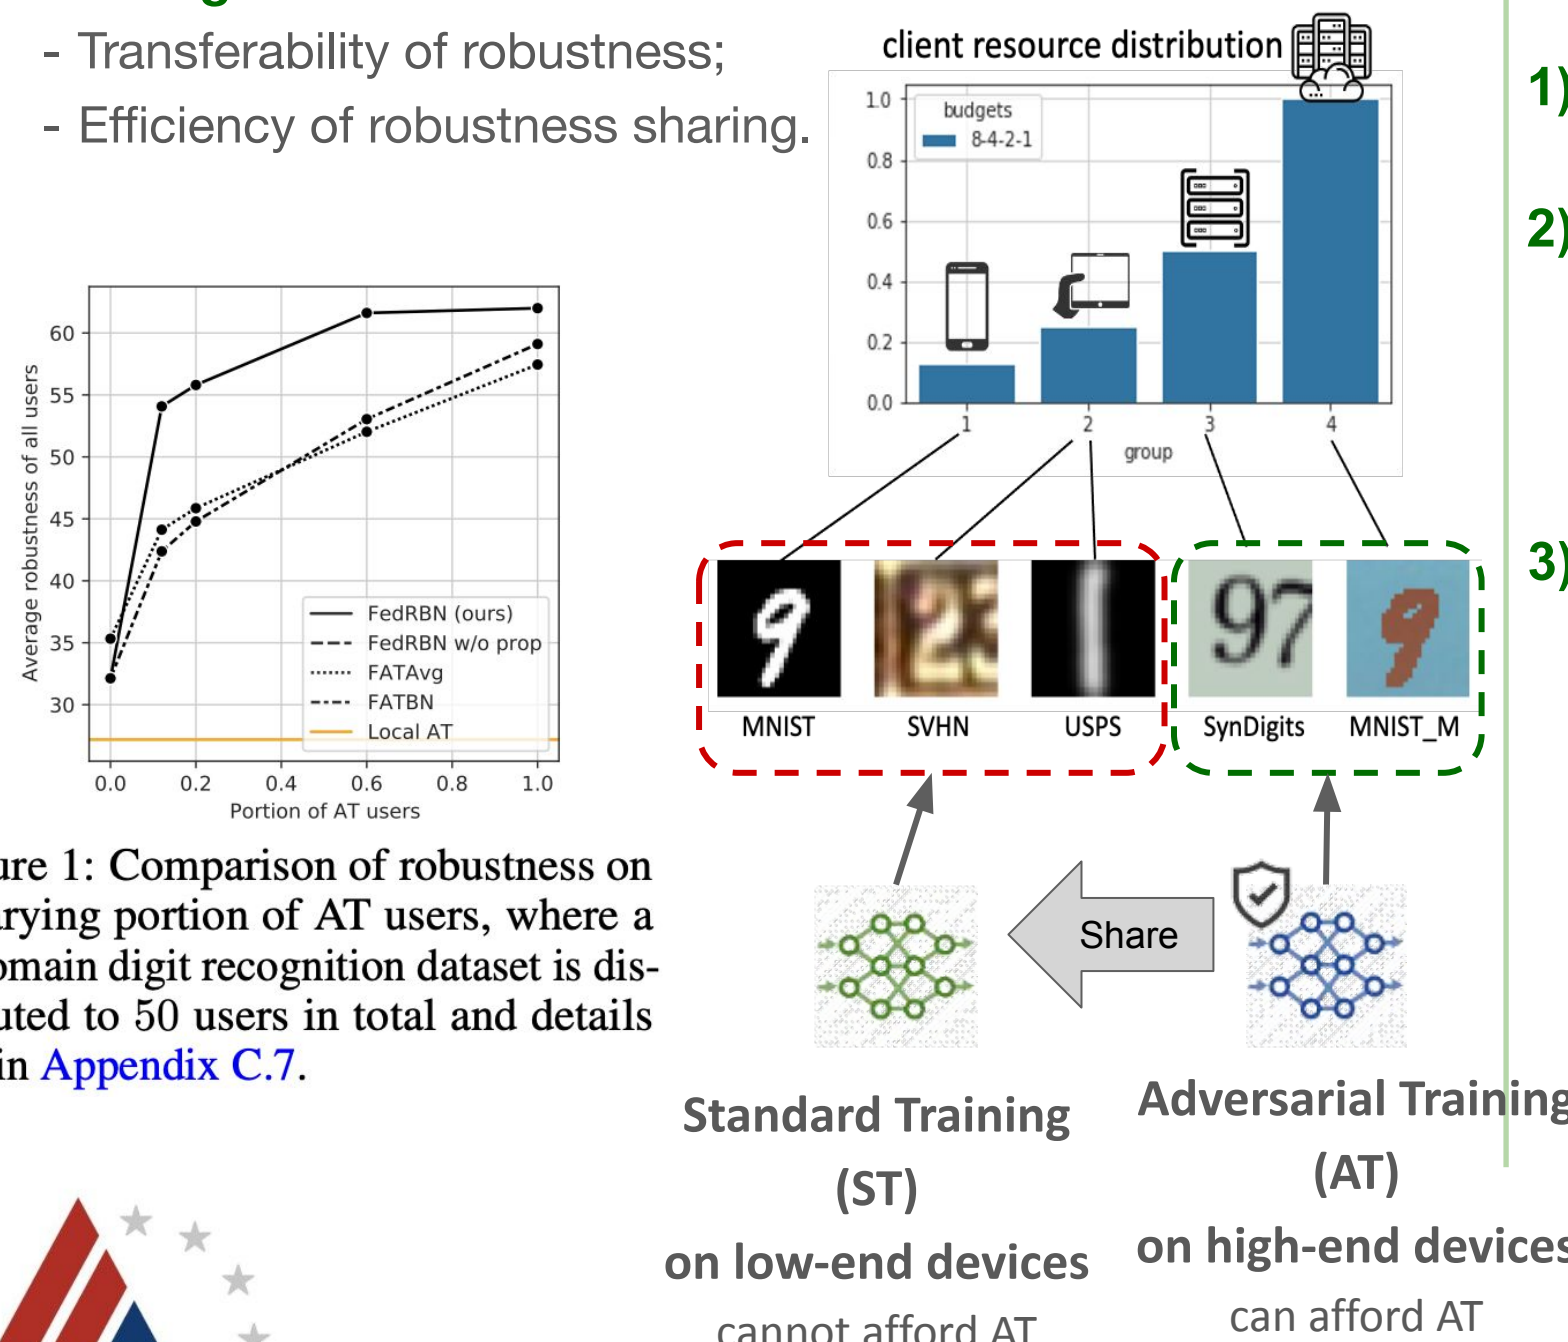 - Transferability of robustness;
- Efficiency of robustness sharing.
client resource distribution
1.0
0.8
0.6
0.4
0.2
0.0
budgets
8-4-2-1
1 2 3 4
group
60
55
50
45
40
35
30
Average robustness of all users
FedRBN (ours)
FedRBN w/o prop
FATAvg
FATBN
Local AT
0.0 0.2 0.4 0.6 0.8 1.0
Portion of AT users
ure 1: Comparison of robustness on
arying portion of AT users, where a
omain digit recognition dataset is dis-
uted to 50 users in total and details
in Appendix C.7.
9
23
1
97
9
MNIST SVHN USPS SynDigits MNIST_M
Share
Standard Training
(ST)
on low-end devices
cannot afford AT
Adversarial Training
(AT)
on high-end devices
can afford AT
1)
2)
3)